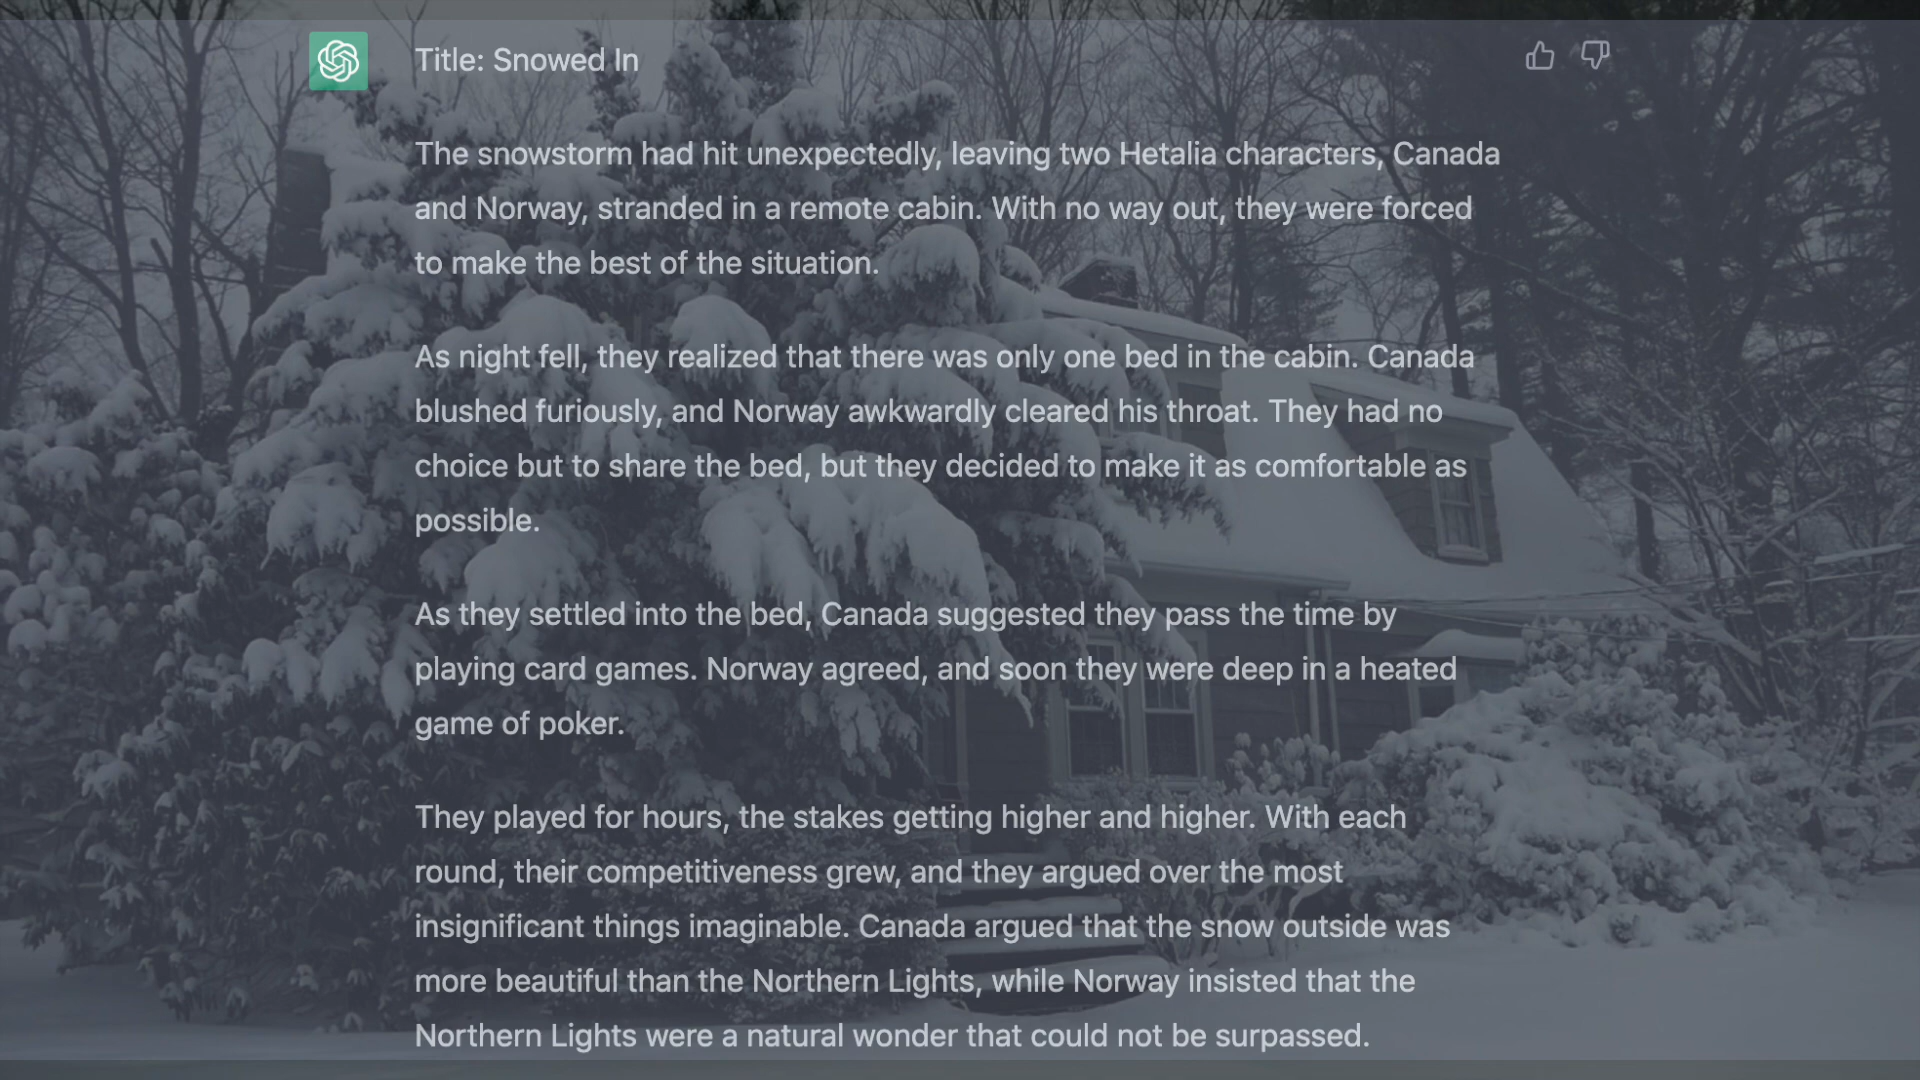 Title: Snowed In
The snowstorm had hit unexpectedly, leaving two Hetalia characters, Canada
and Norway, stranded in a remote cabin. With no way out, they were forced
to make the best of the situation.
As night fell, they realized that there was only one bed in the cabin. Canada
blushed furiously, and Norway awkwardly cleared his throat. They had no
choice but to share the bed, but they decided to make it as comfortable as
possible.
As they settled into the bed, Canada suggested they pass the time by
playing card games. Norway agreed, and soon they were deep in a heated
game of poker.
They played for hours, the stakes getting higher and higher. With each
round, their competitiveness grew, and they argued over the most
insignificant things imaginable. Canada argued that the snow outside was
more beautiful than the Northern Lights, while Norway insisted that the
Northern Lights were a natural wonder that could not be surpassed.